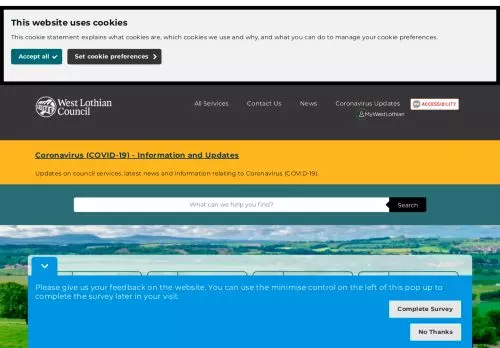 This website uses cookies
This cookie statement explains what cookies are, which cookies we use and why, and what you can do to manage your cookie preferences.
Accept all
Set cookie preferences
West Lothian
Council
All Services
Contact Us
News
Coronavirus Updates
ACCESSIBILITY
MyWestLothian
Coronavirus (COVID-19) - Information and Updates
Updates on council services, latest news and information relating to Coronavirus (COVID-19).
What can we help you find?
Search
Please give us your feedback on the website. You can use the minimise control on the left of this pop up to
complete the survey later in your visit.
Complete Survey
No Thanks